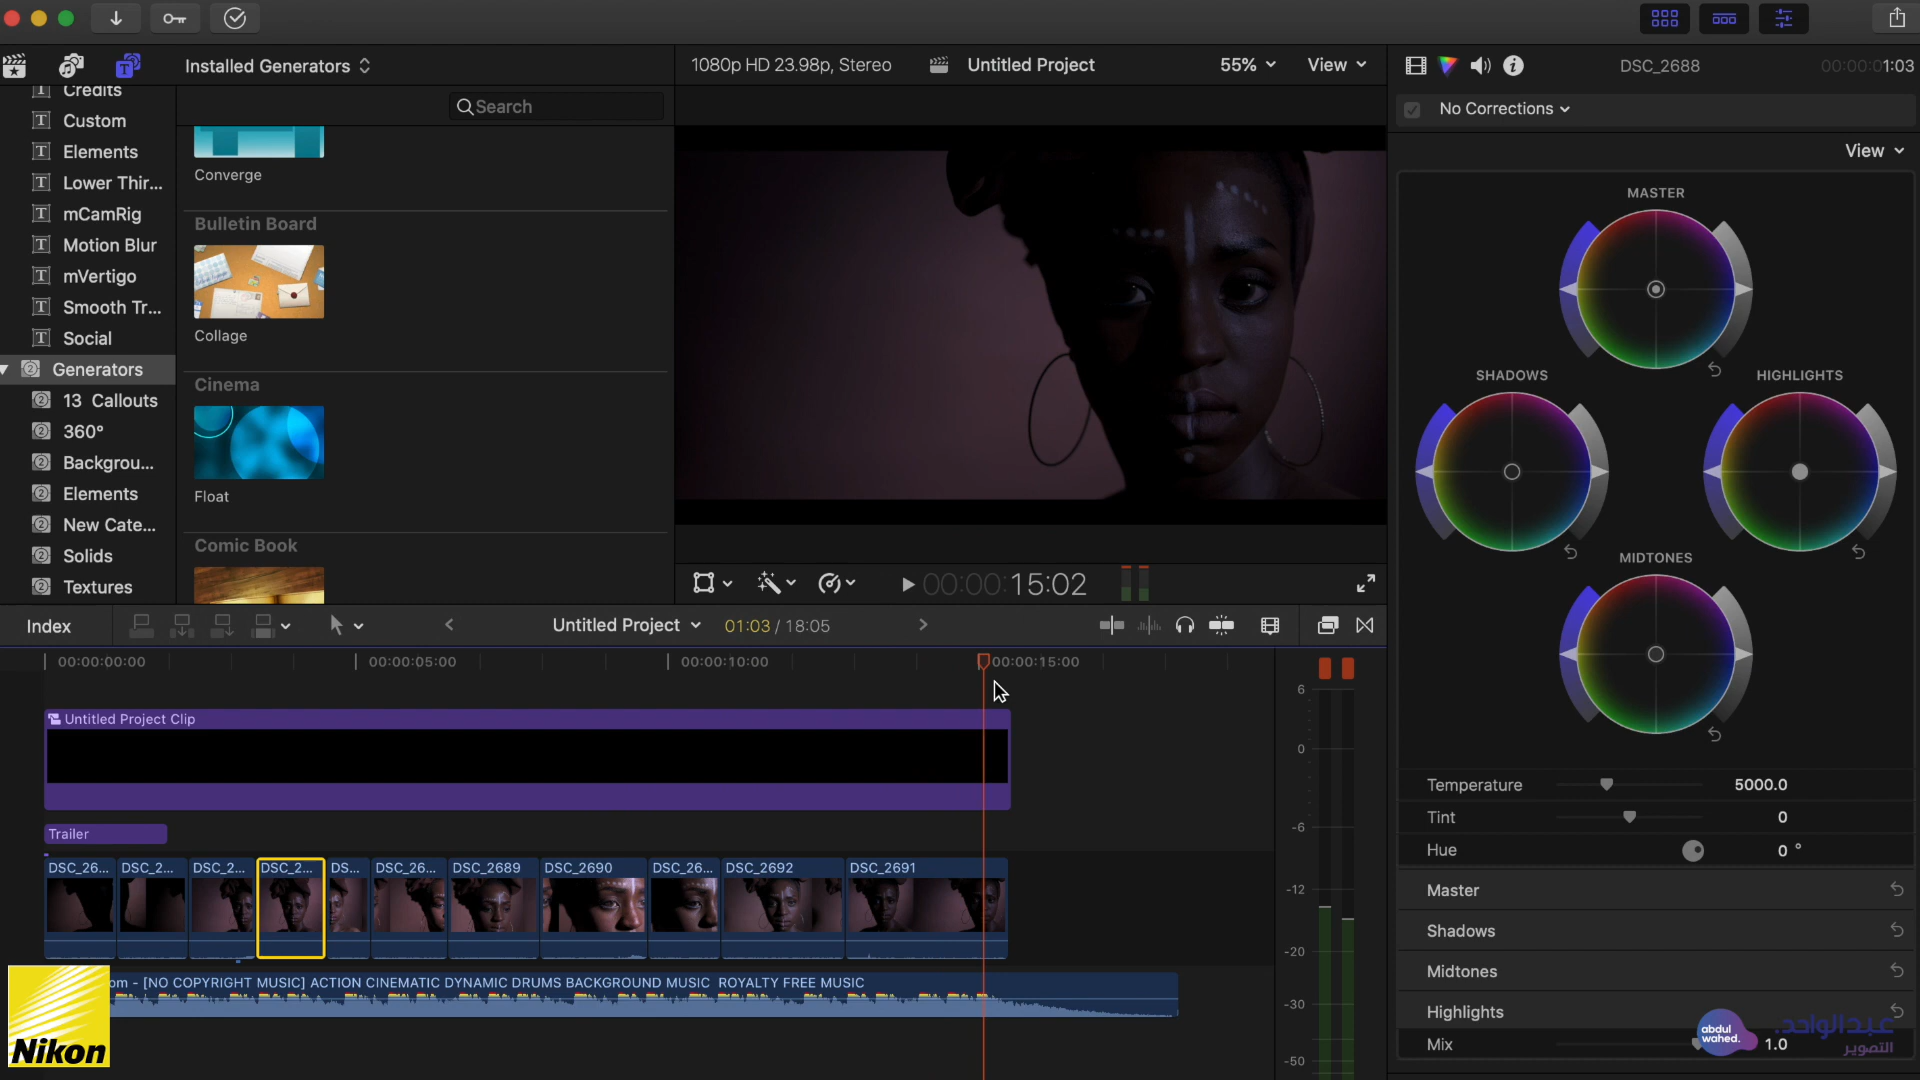 Installed Generators
1080p HD 23.98p, Stereo
Untitled Project
55%
View
DSC_2688
00:00:01:03
Search
No Corrections
View
Credits
Custom
Elements
Lower Thir...
mCamRig
Motion Blur
mVertigo
Smooth Tr...
Social
Generators
13 Callouts
360°
Backgrou...
Elements
New Cate...
Solids
Textures
Converge
Bulletin Board
Collage
Cinema
Float
Comic Book
MASTER
SHADOWS
HIGHLIGHTS
MIDTONES
00:00:15:02
Index
Untitled Project
01:03 / 18:05
00:00:00:00
00:00:05:00
00:00:10:00
00:00:15:00
Untitled Project Clip
Trailer
DSC_26...
DSC_2...
DSC_2...
DSC_2...
DS...
DSC_26...
DSC_2689
DSC_2690
DSC_26...
DSC_2692
DSC_2691
om - [NO COPYRIGHT MUSIC] ACTION CINEMATIC DYNAMIC DRUMS BACKGROUND MUSIC ROYALTY FREE MUSIC
6
0
-6
-12
-20
-30
-50
Temperature 5000.0
Tint 0
Hue 0 °
Master
Shadows
Midtones
Highlights
Mix 1.0
Nikon
abdul
wahed.
عبدالواحد.
التصوير